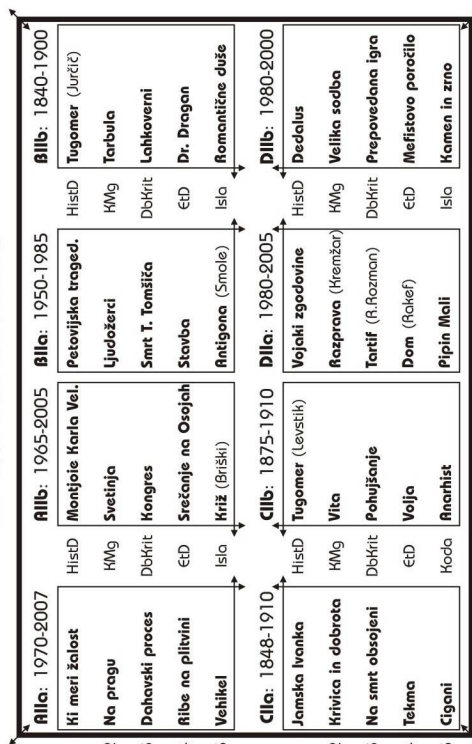 AIIa: 1970-2007
Ki meri žalost
Na pragu
Dahavski proces
Ribe na plitvini
Vehikel
HistD
KMg
DbKrit
EtD
Isla
AIIb: 1965-2005
Montjoie Karla Vel.
Svetinja
Kongres
Srečanje na Osojah
Križ (Briški)
BIIa: 1950-1985
Petovijska traged.
Ljudožerci
Smrt T. Tomšiča
Stavba
Antigona (Smole)
HistD
KMg
DbKrit
EtD
Isla
BIIb: 1840-1900
Tugomer (Jurčič)
Tarbula
Lahkoverni
Dr. Dragan
Romantične duše
CIIa: 1848-1910
Jamska Ivanka
Krivica in dobrota
Na smrt obsojeni
Tekma
Cigani
HistD
KMg
DbKrit
EtD
Koda
CIIb: 1875-1910
Tugomer (Levstik)
Vita
Pohujšanje
Volja
Anarhist
DIIa: 1980-2005
Vojaki zgodovine
Razprava (Kremžar)
Tartif (R.Rozman)
Dom (Rakef)
Pipin Mali
HistD
KMg
DbKrit
EtD
Isla
DIIb: 1980-2000
Dedalus
Velika sodba
Prepovedana igra
Mefistovo poročilo
Kamen in zrno